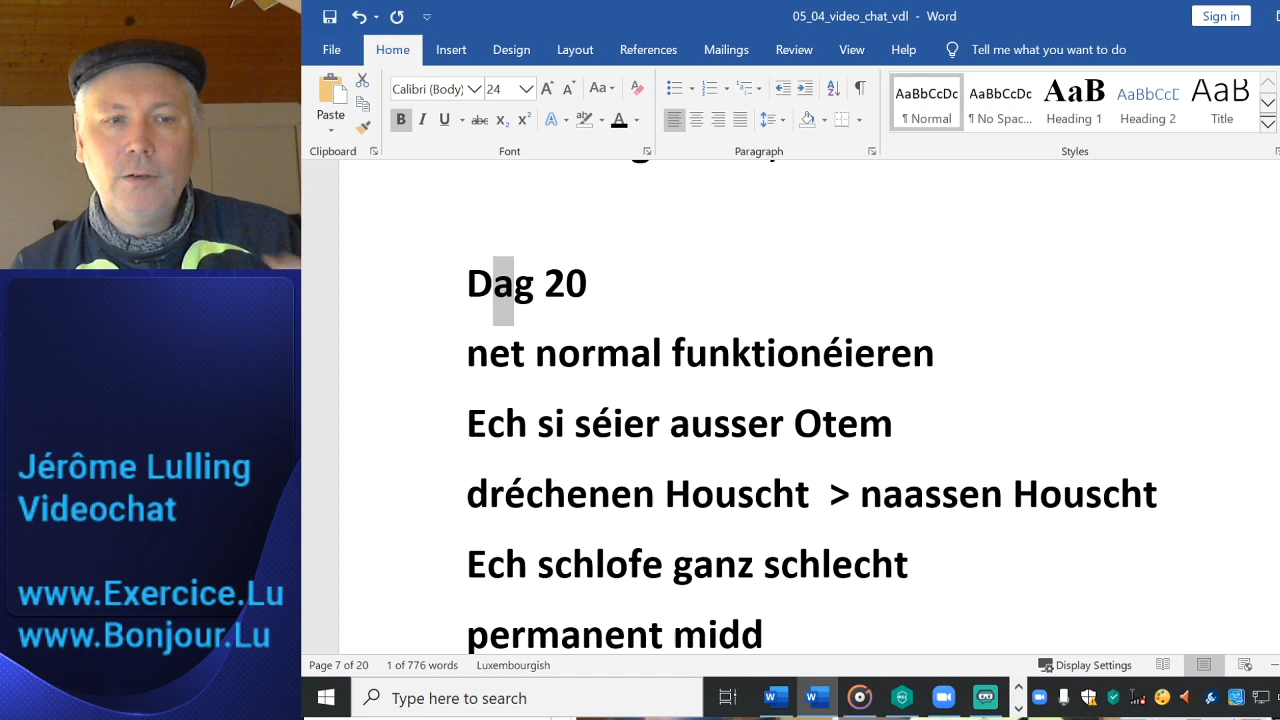 05_04_video_chat_vdl - Word
Sign in
File Home Insert Design Layout References Mailings Review View Help Tell me what you want to do
Paste
Calibri (Body) 24
Clipboard Font Paragraph Styles
AaBbCcDc AaBbCcDc AaB AaBbCcC AaBb
¶ Normal ¶ No Spac... Heading 1 Heading 2 Title
Dag 20
net normal funktionéieren
Ech si séier ausser Otem
dréchenen Houscht > naassen Houscht
Ech schlofe ganz schlecht
permanent midd
Jérôme Lulling
Videochat
www.Exercice.Lu
www.Bonjour.Lu
Page 7 of 20 1 of 776 words Luxembourgish Display Settings
Type here to search